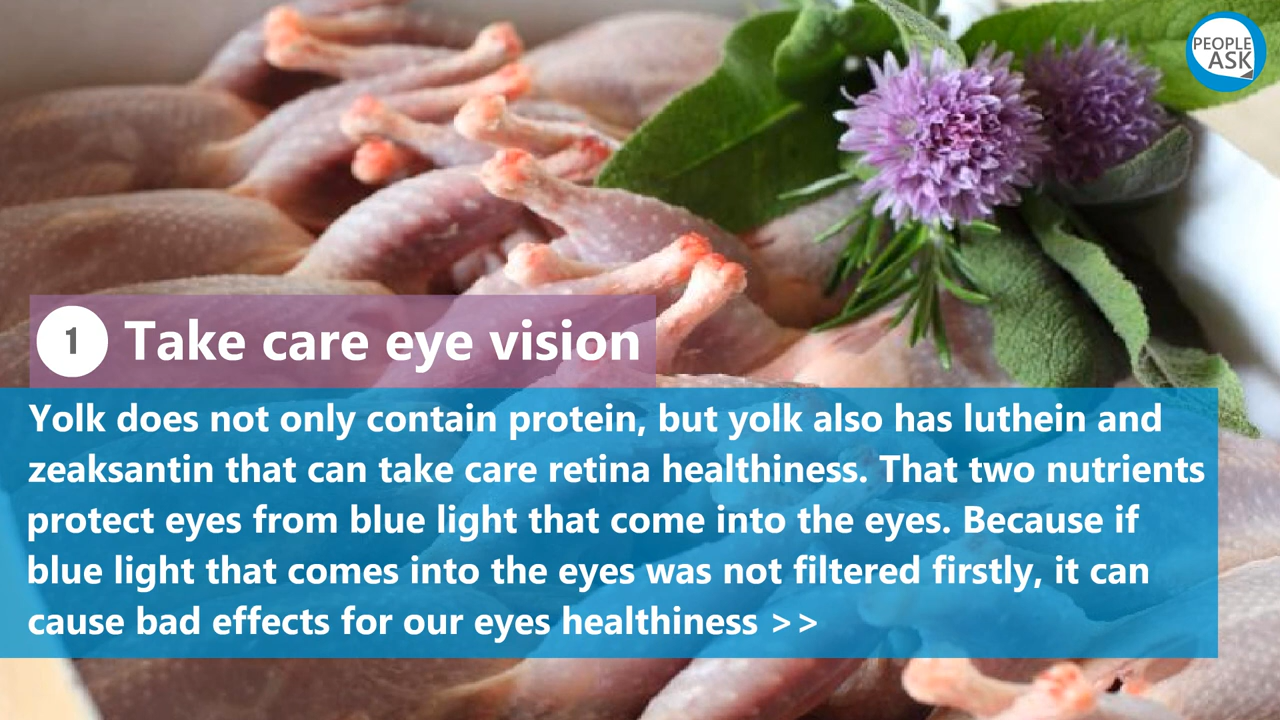 PEOPLE
ASK
1 Take care eye vision
Yolk does not only contain protein, but yolk also has luthein and
zeaksantin that can take care retina healthiness. That two nutrients
protect eyes from blue light that come into the eyes. Because if
blue light that comes into the eyes was not filtered firstly, it can
cause bad effects for our eyes healthiness >>